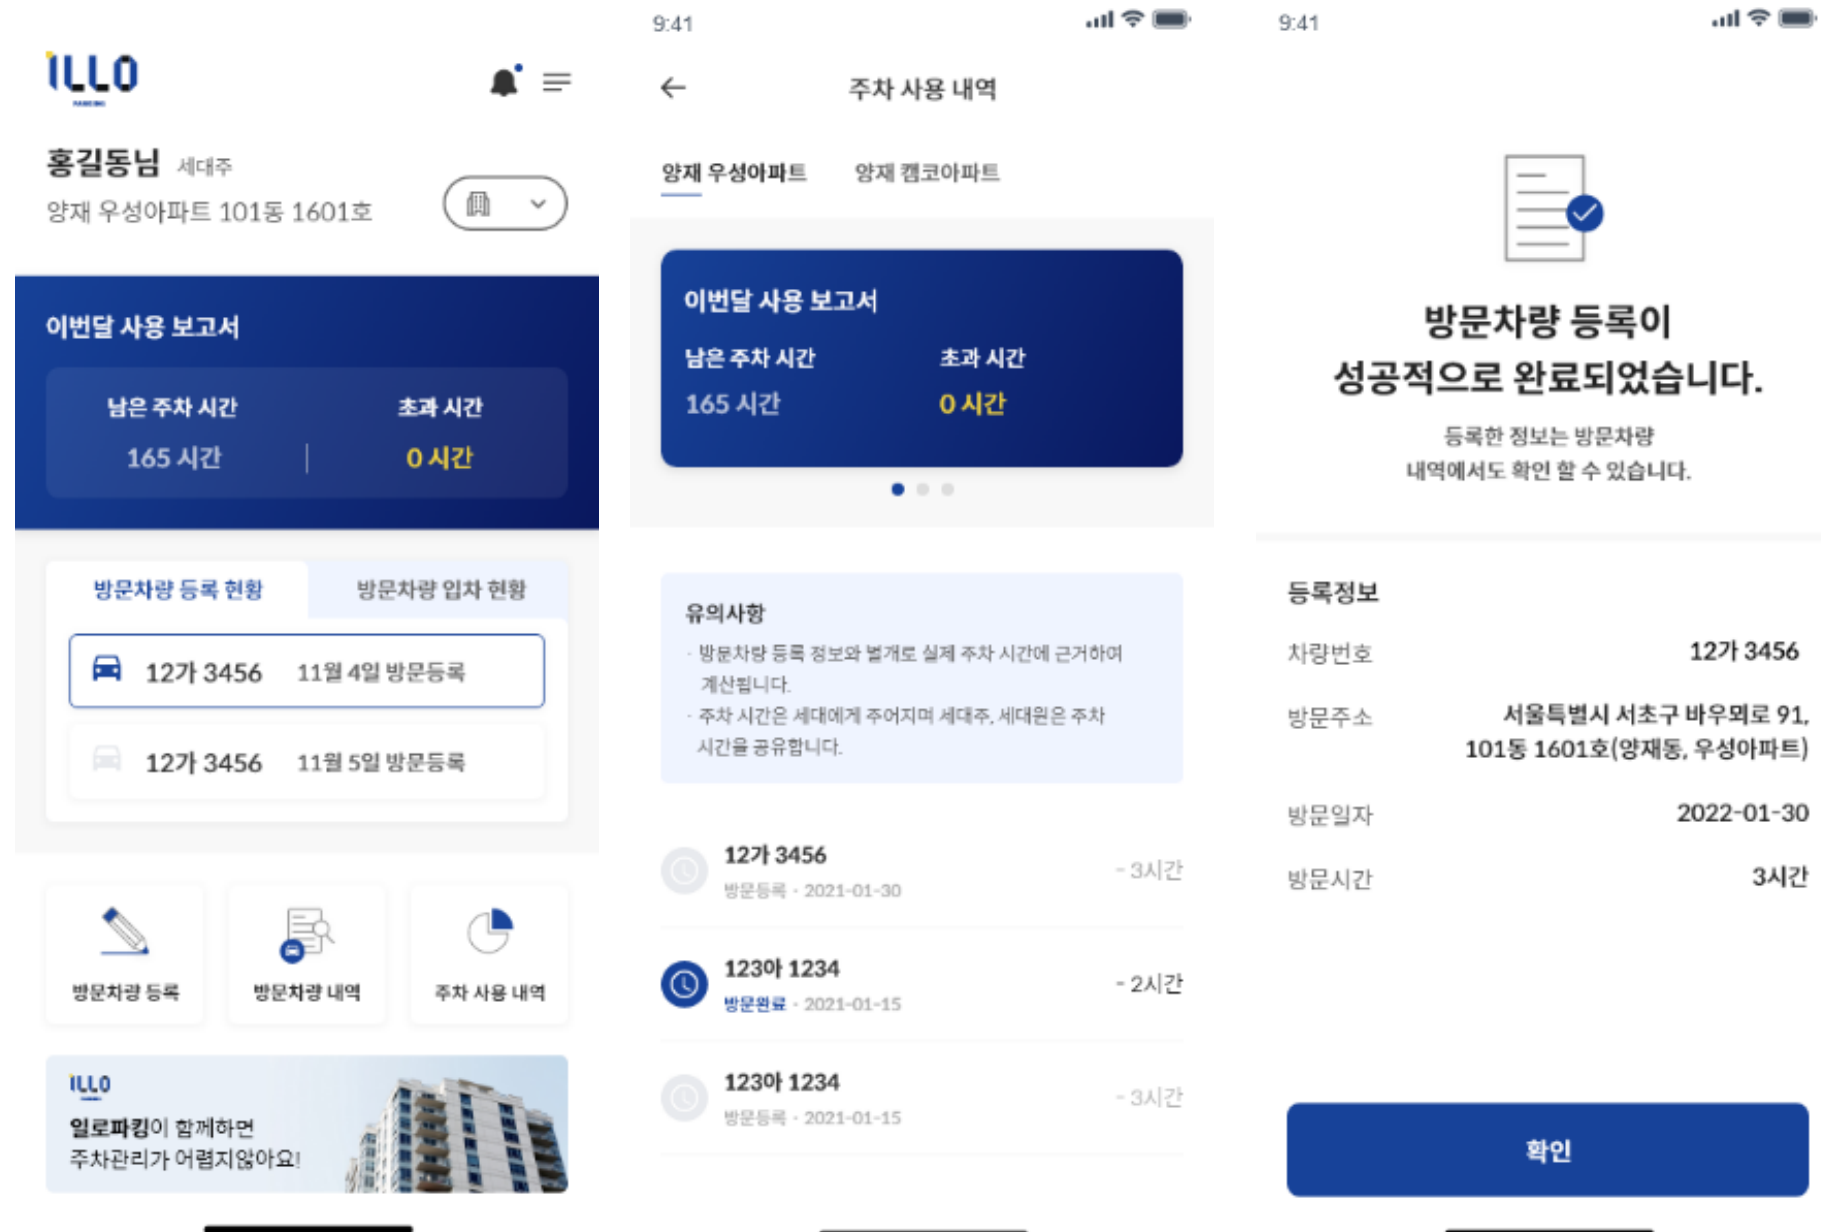 ILLO
홍길동님 세대주
양재 우성아파트 101동 1601호
이번달 사용 보고서
남은 주차 시간 초과 시간
165 시간 0 시간
방문차량 등록 현황 방문차량 입차 현황
12가 3456 11월 4일 방문등록
12가 3456 11월 5일 방문등록
방문차량 등록 방문차량 내역 주차 사용 내역
ILLO
일로파킹이 함께하면
주차관리가 어렵지않아요!
9:41
주차 사용 내역
양재 우성아파트 양재 캠코아파트
이번달 사용 보고서
남은 주차 시간 초과 시간
165 시간 0 시간
유의사항
· 방문차량 등록 정보와 별개로 실제 주차 시간에 근거하여
계산됩니다.
· 주차 시간은 세대에게 주어지며 세대주, 세대원은 주차
시간을 공유합니다.
12가 3456 - 3시간
방문등록 · 2021-01-30
123아 1234 - 2시간
방문완료 · 2021-01-15
123아 1234 - 3시간
방문등록 · 2021-01-15
9:41
방문차량 등록이
성공적으로 완료되었습니다.
등록한 정보는 방문차량
내역에서도 확인 할 수 있습니다.
등록정보
차량번호 12가 3456
방문주소 서울특별시 서초구 바우뫼로 91,
101동 1601호(양재동, 우성아파트)
방문일자 2022-01-30
방문시간 3시간
확인